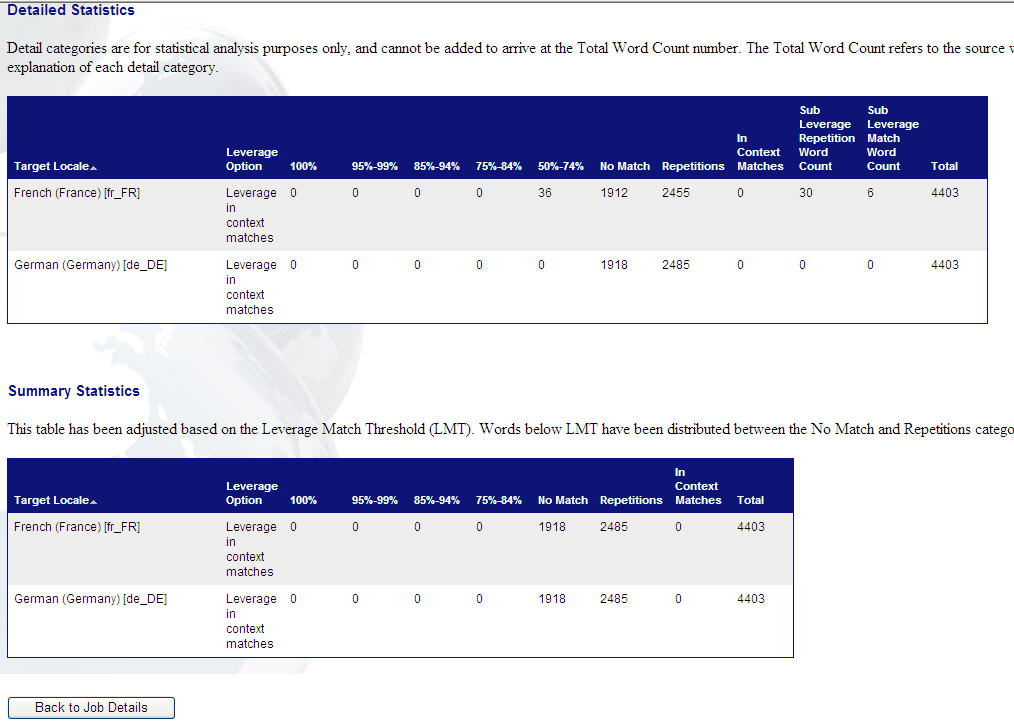 Detailed Statistics
Detail categories are for statistical analysis purposes only, and cannot be added to arrive at the Total Word Count number. The Total Word Count refers to the source
explanation of each detail category.
Target Locale Leverage Option 100% 95%-99% 85%-94% 75%-84% 50%-74% No Match Repetitions In Context Matches Sub Leverage Repetition Word Count Sub Leverage Match Word Count Total
French (France) [fr_FR] Leverage in context matches 0 0 0 0 36 1912 2455 0 30 6 4403
German (Germany) [de_DE] Leverage in context matches 0 0 0 0 0 1918 2485 0 0 0 4403
Summary Statistics
This table has been adjusted based on the Leverage Match Threshold (LMT). Words below LMT have been distributed between the No Match and Repetitions catego
Target Locale Leverage Option 100% 95%-99% 85%-94% 75%-84% No Match Repetitions In Context Matches Total
French (France) [fr_FR] Leverage in context matches 0 0 0 0 1918 2485 0 4403
German (Germany) [de_DE] Leverage in context matches 0 0 0 0 1918 2485 0 4403
Back to Job Details